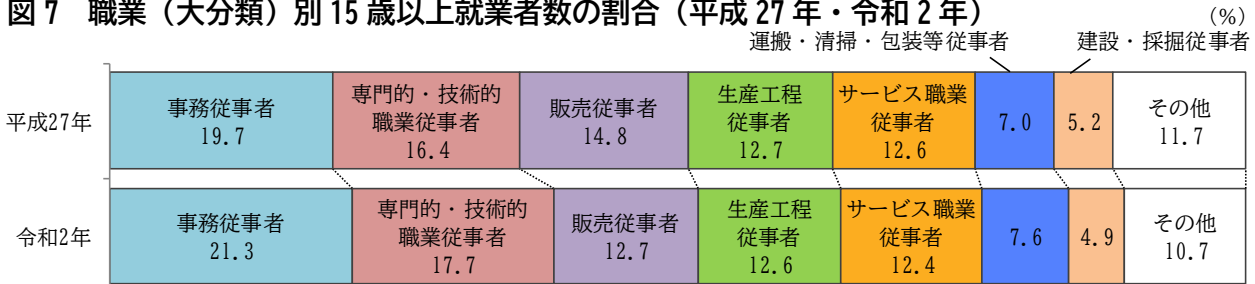 図7 職業（大分類）別15歳以上就業者数の割合（平成27年・令和2年）
(%)
運搬・清掃・包装等従事者 建設・採掘従事者
平成27年
事務従事者
19.7
専門的・技術的
職業従事者
16.4
販売従事者
14.8
生産工程
従事者
12.7
サービス職業
従事者
12.6
7.0
5.2
その他
11.7
令和2年
事務従事者
21.3
専門的・技術的
職業従事者
17.7
販売従事者
12.7
生産工程
従事者
12.6
サービス職業
従事者
12.4
7.6
4.9
その他
10.7